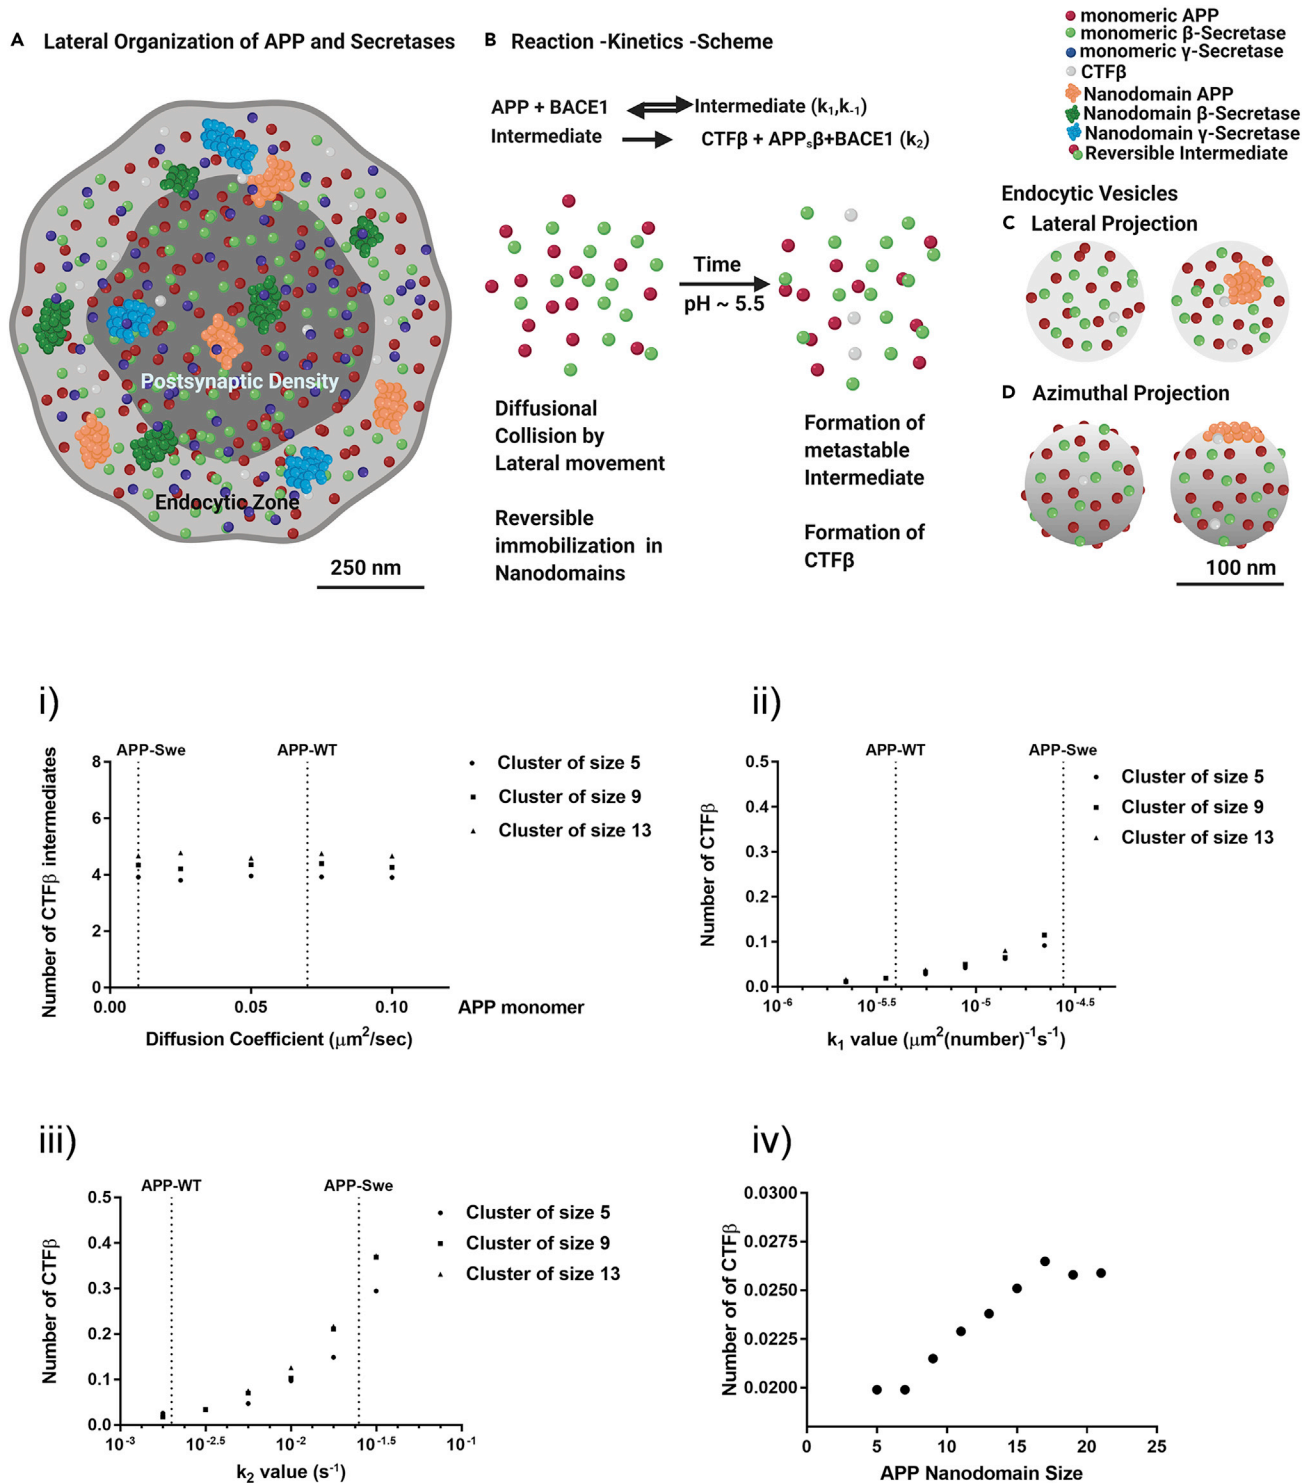 A Lateral Organization of APP and Secretases
Postsynaptic Density
Endocytic Zone
250 nm
B Reaction -Kinetics -Scheme
APP + BACE1 Intermediate (k1,k-1)
Intermediate CTFβ + APPsβ+BACE1 (k2)
Time
pH ~ 5.5
Diffusional
Collision by
Lateral movement
Reversible
immobilization in
Nanodomains
Formation of
metastable
Intermediate
Formation of
CTFβ
monomeric APP
monomeric β-Secretase
monomeric γ-Secretase
CTFβ
Nanodomain APP
Nanodomain β-Secretase
Nanodomain γ-Secretase
Reversible Intermediate
Endocytic Vesicles
C Lateral Projection
D Azimuthal Projection
100 nm
i)
APP-Swe APP-WT
Number of CTFβ intermediates
8
6
4
2
0
0.00 0.05 0.10
APP monomer
Diffusion Coefficient (μm2/sec)
Cluster of size 5
Cluster of size 9
Cluster of size 13
ii)
APP-WT APP-Swe
Number of CTFβ
0.5
0.4
0.3
0.2
0.1
0.0
10-6 10-5.5 10-5 10-4.5
k1 value (μm2(number)-1s-1)
Cluster of size 5
Cluster of size 9
Cluster of size 13
iii)
APP-WT APP-Swe
Number of CTFβ
0.5
0.4
0.3
0.2
0.1
0.0
10-3 10-2.5 10-2 10-1.5 10-1
k2 value (s-1)
Cluster of size 5
Cluster of size 9
Cluster of size 13
iv)
Number of of CTFβ
0.0300
0.0275
0.0250
0.0225
0.0200
0 5 10 15 20 25
APP Nanodomain Size